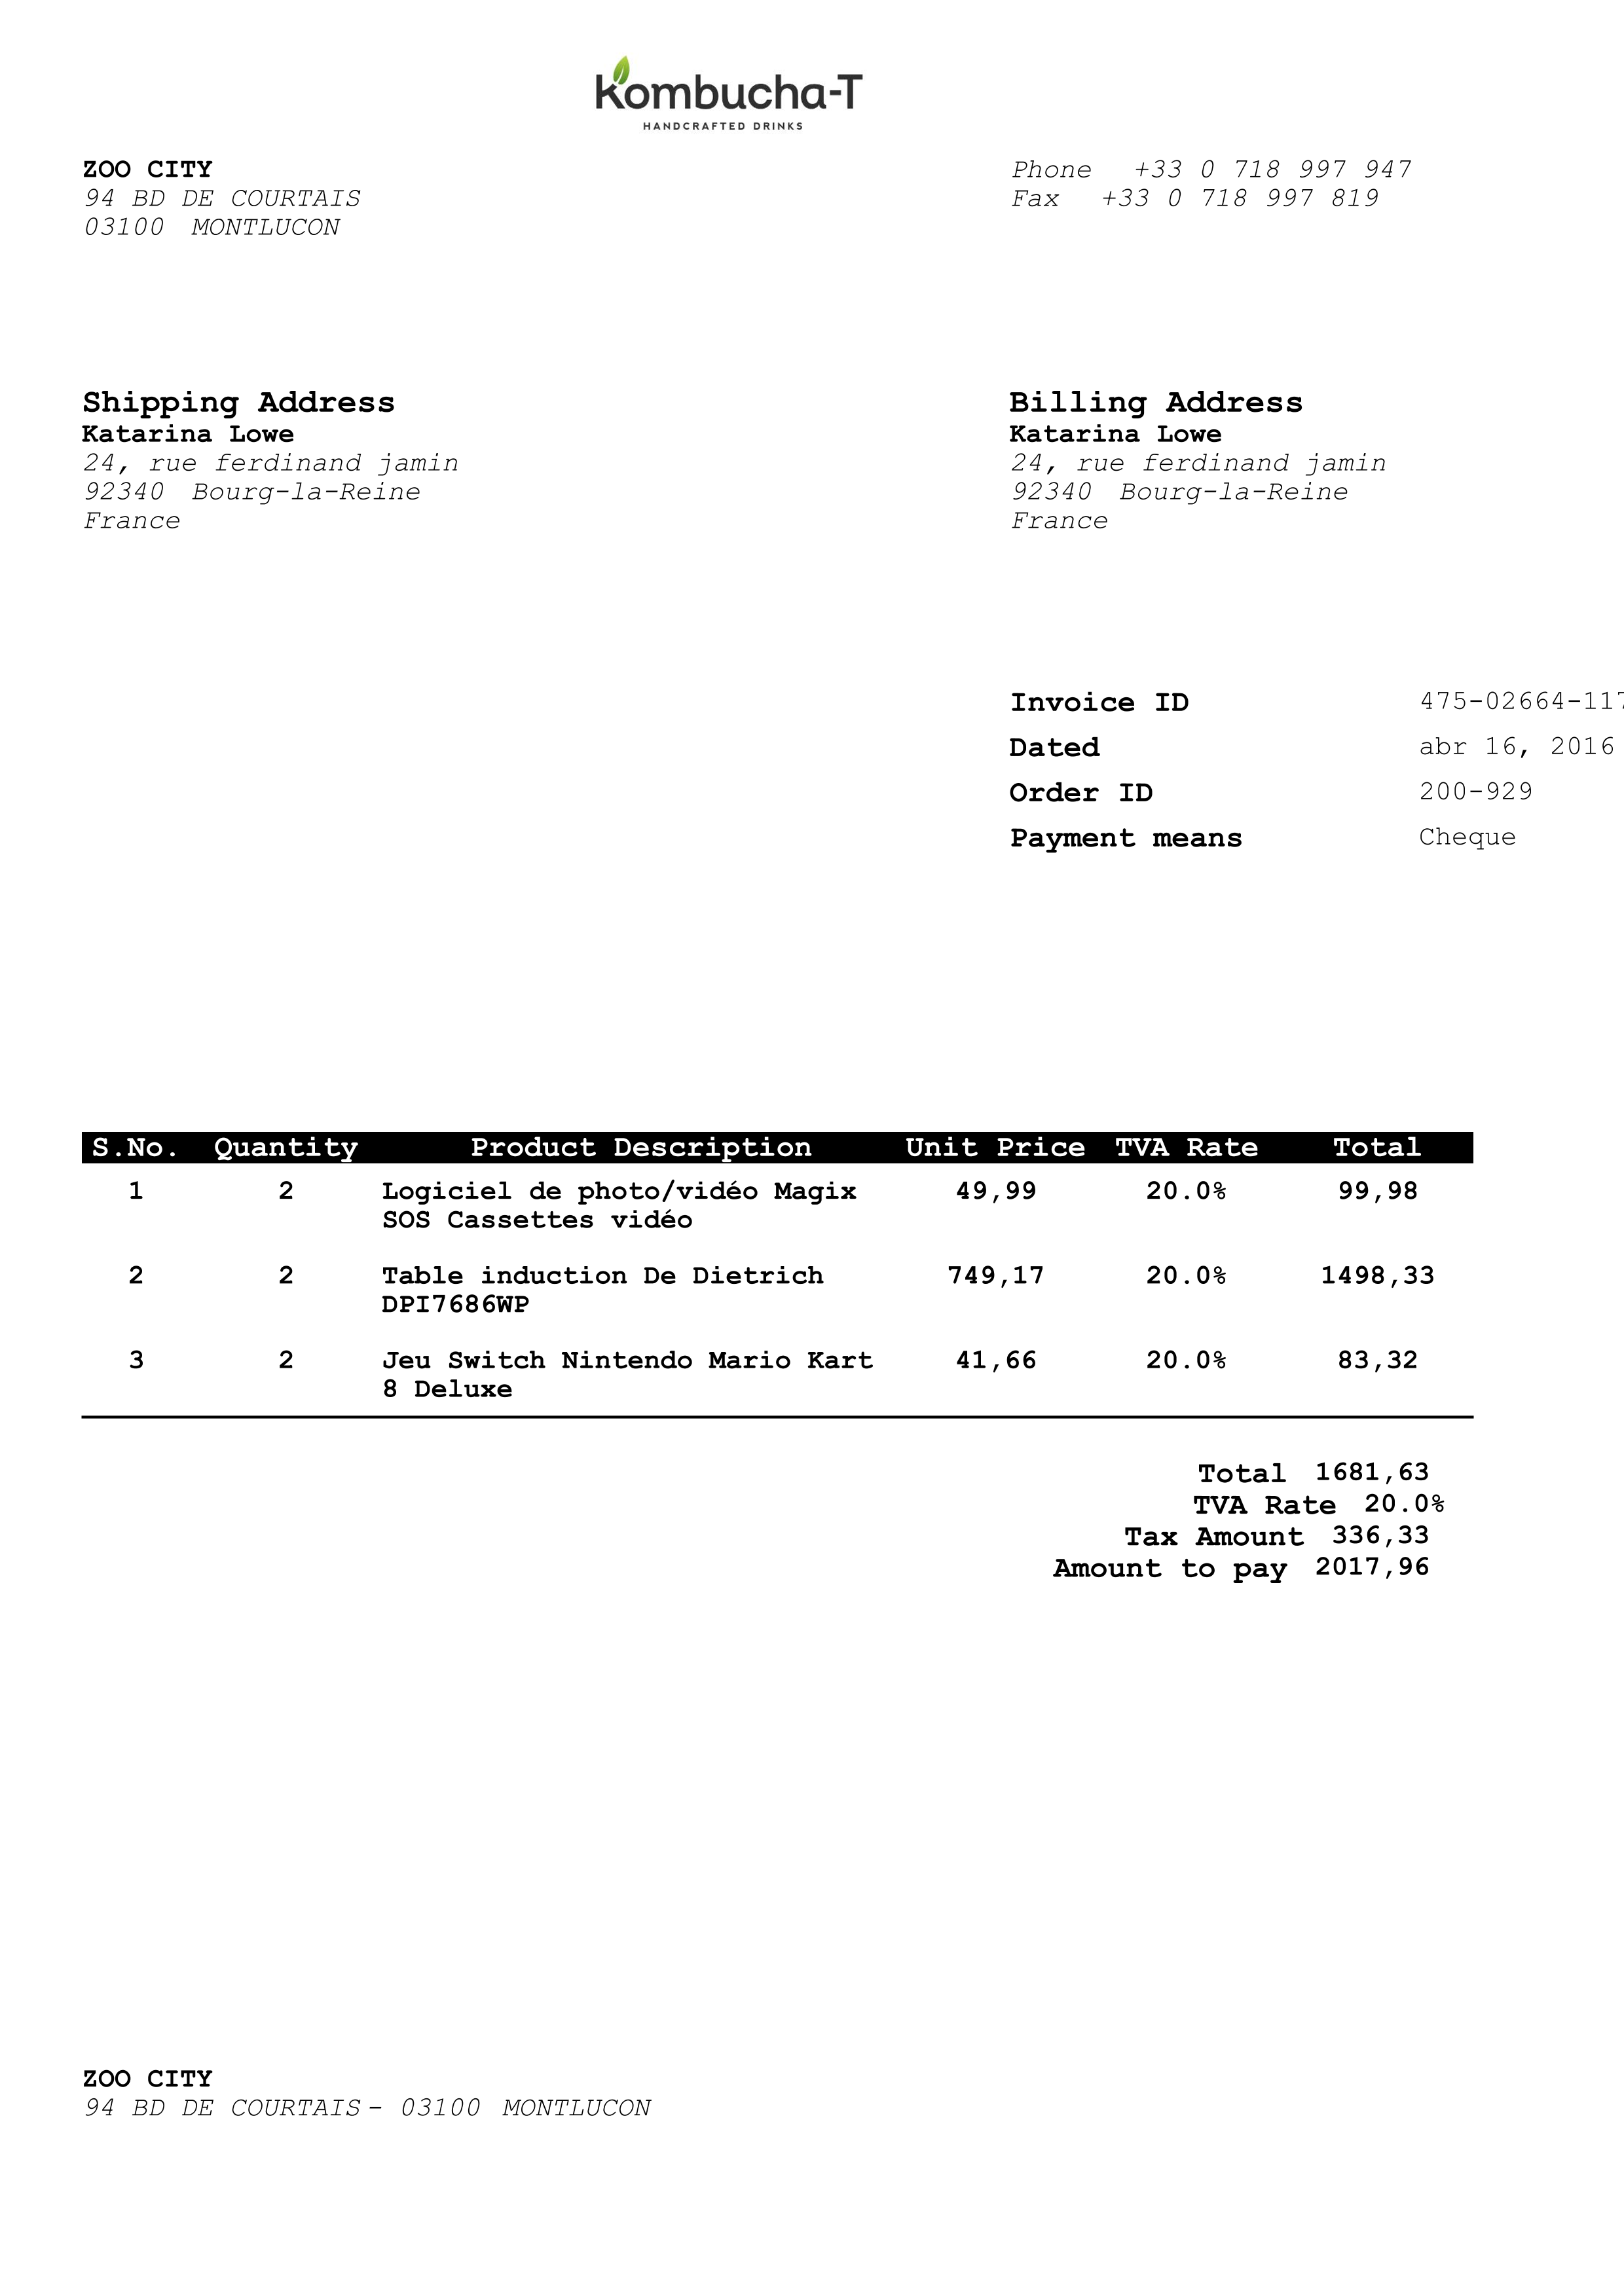 Kombucha-T
HANDCRAFTED DRINKS
ZOO CITY
94 BD DE COURTAIS
03100 MONTLUCON
Phone +33 0 718 997 947
Fax +33 0 718 997 819
Shipping Address
Katarina Lowe
24, rue ferdinand jamin
92340 Bourg-la-Reine
France
Billing Address
Katarina Lowe
24, rue ferdinand jamin
92340 Bourg-la-Reine
France
Invoice ID 475-02664-117
Dated abr 16, 2016
Order ID 200-929
Payment means Cheque
S.No. Quantity Product Description Unit Price TVA Rate Total
1 2 Logiciel de photo/vidéo Magix 49,99 20.0% 99,98
SOS Cassettes vidéo
2 2 Table induction De Dietrich 749,17 20.0% 1498,33
DPI7686WP
3 2 Jeu Switch Nintendo Mario Kart 41,66 20.0% 83,32
8 Deluxe
Total 1681,63
TVA Rate 20.0%
Tax Amount 336,33
Amount to pay 2017,96
ZOO CITY
94 BD DE COURTAIS - 03100 MONTLUCON